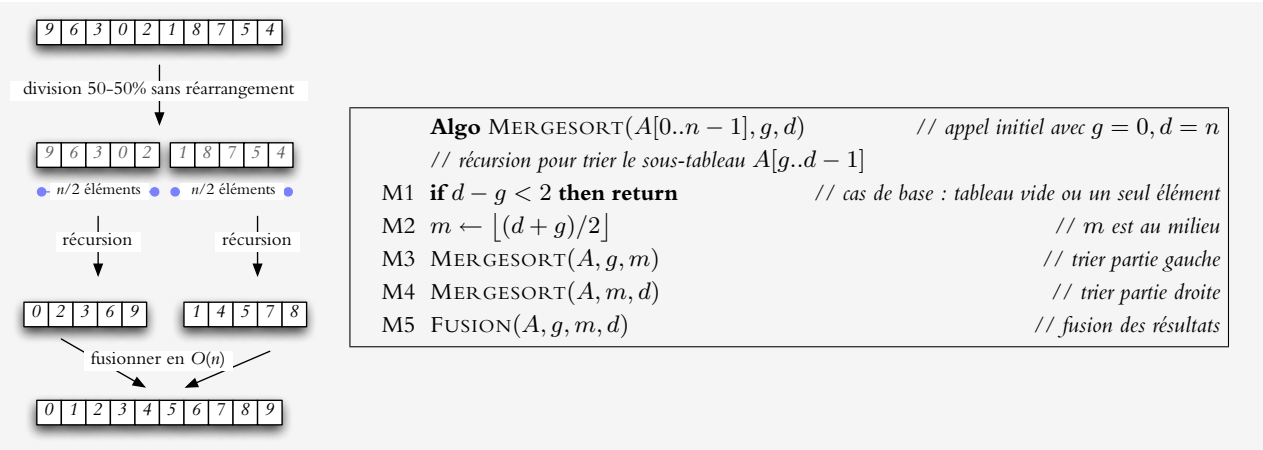 9 6 3 0 2 1 8 7 5 4
division 50-50% sans réarrangement
9 6 3 0 2 1 8 7 5 4
n/2 éléments n/2 éléments
récursion récursion
0 2 3 6 9 1 4 5 7 8
fusionner en O(n)
0 1 2 3 4 5 6 7 8 9
Algo MERGESORT(A[0..n − 1], g, d) // appel initial avec g = 0, d = n
// récursion pour trier le sous-tableau A[g..d − 1]
M1 if d − g < 2 then return // cas de base : tableau vide ou un seul élément
M2 m ← ⌊(d + g)/2⌋ // m est au milieu
M3 MERGESORT(A, g, m) // trier partie gauche
M4 MERGESORT(A, m, d) // trier partie droite
M5 FUSION(A, g, m, d) // fusion des résultats